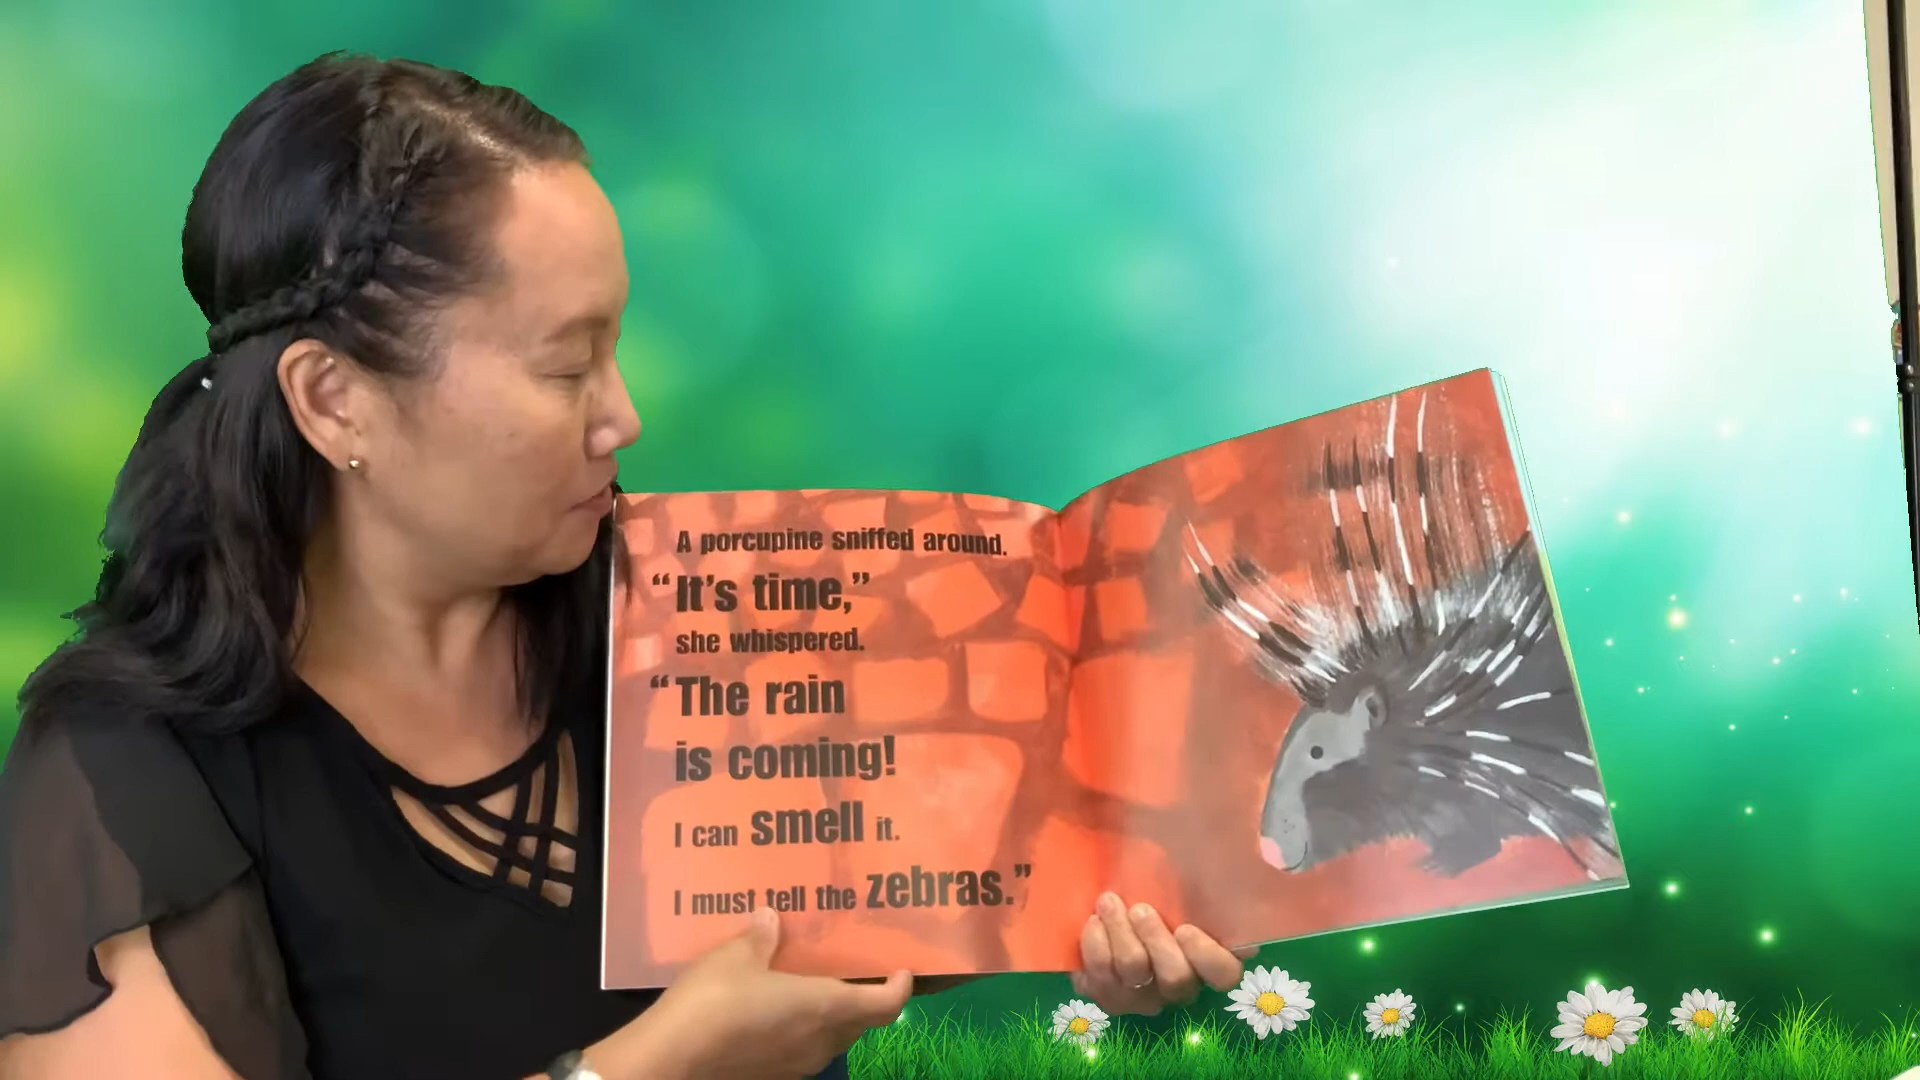 A porcupine sniffed around.
“It’s time,”
she whispered.
“The rain
is coming!
I can smell it.
I must tell the zebras.”